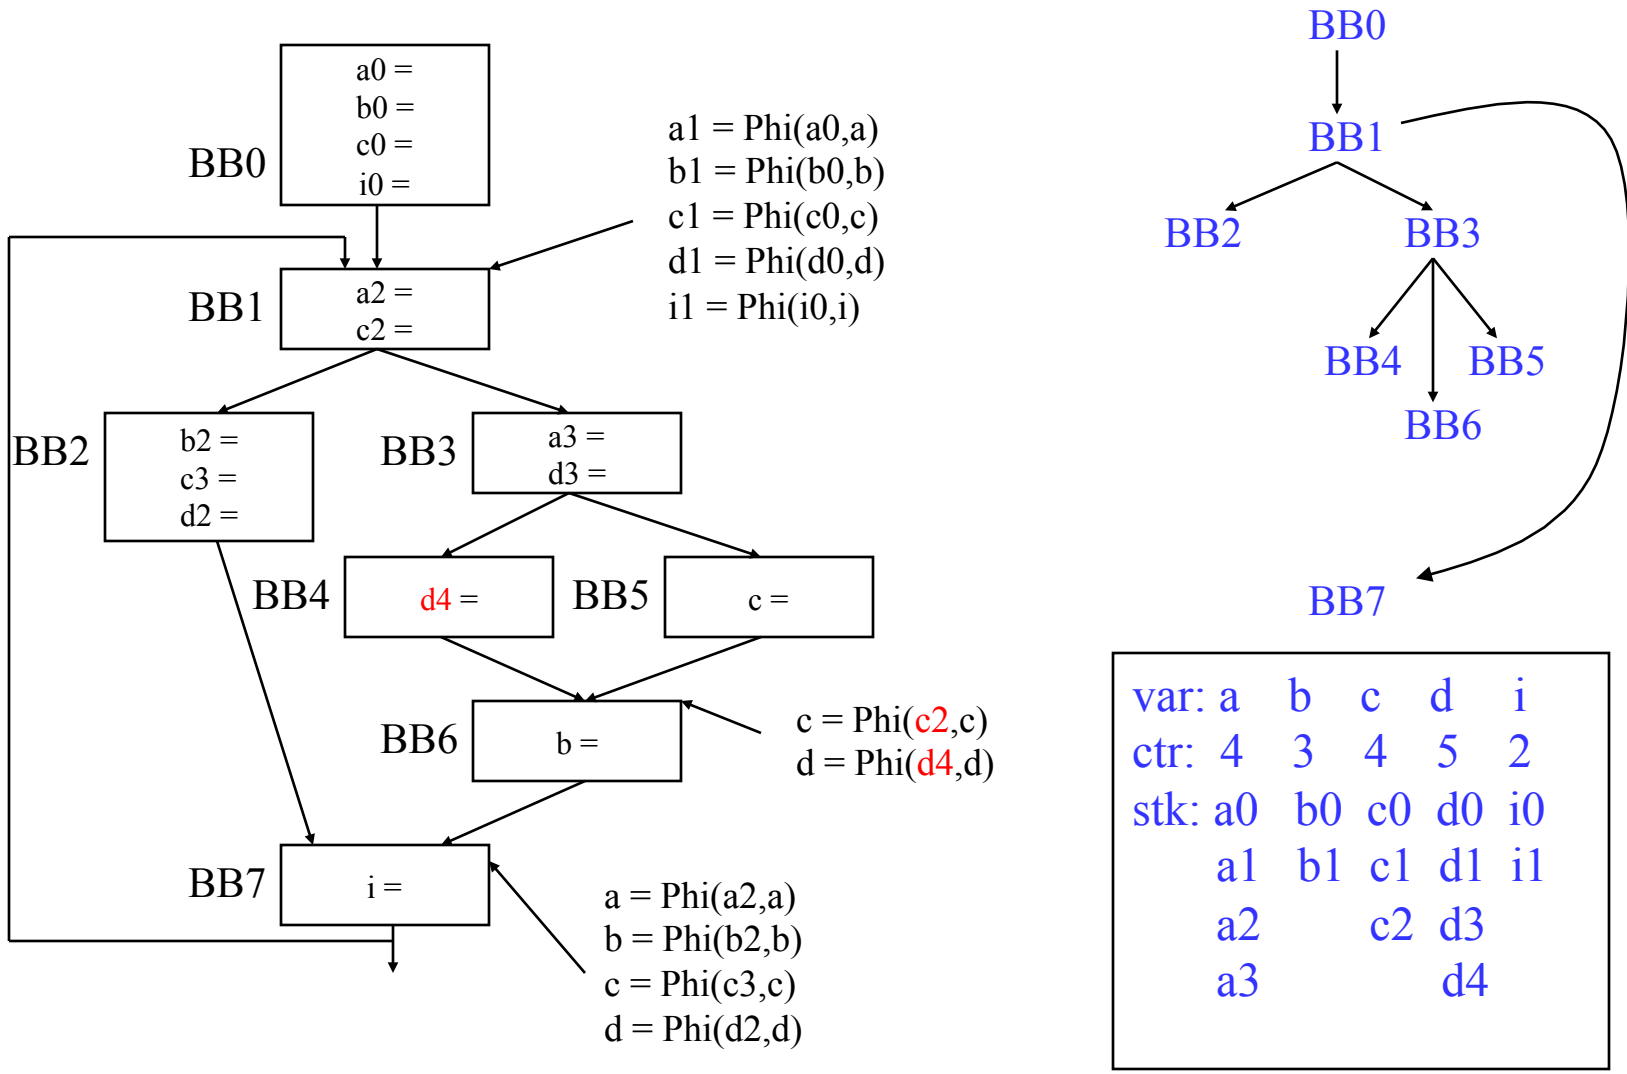 BB0
a0 =
b0 =
c0 =
i0 =
a1 = Phi(a0,a)
b1 = Phi(b0,b)
c1 = Phi(c0,c)
d1 = Phi(d0,d)
i1 = Phi(i0,i)
BB1
a2 =
c2 =
BB2
b2 =
c3 =
d2 =
BB3
a3 =
d3 =
BB4
d4 =
BB5
c =
BB6
b =
c = Phi(c2,c)
d = Phi(d4,d)
BB7
i =
a = Phi(a2,a)
b = Phi(b2,b)
c = Phi(c3,c)
d = Phi(d2,d)
BB0
BB1
BB2 BB3
BB4 BB5
BB6
BB7
var: a b c d i
ctr: 4 3 4 5 2
stk: a0 b0 c0 d0 i0
a1 b1 c1 d1 i1
a2 c2 d3
a3 d4